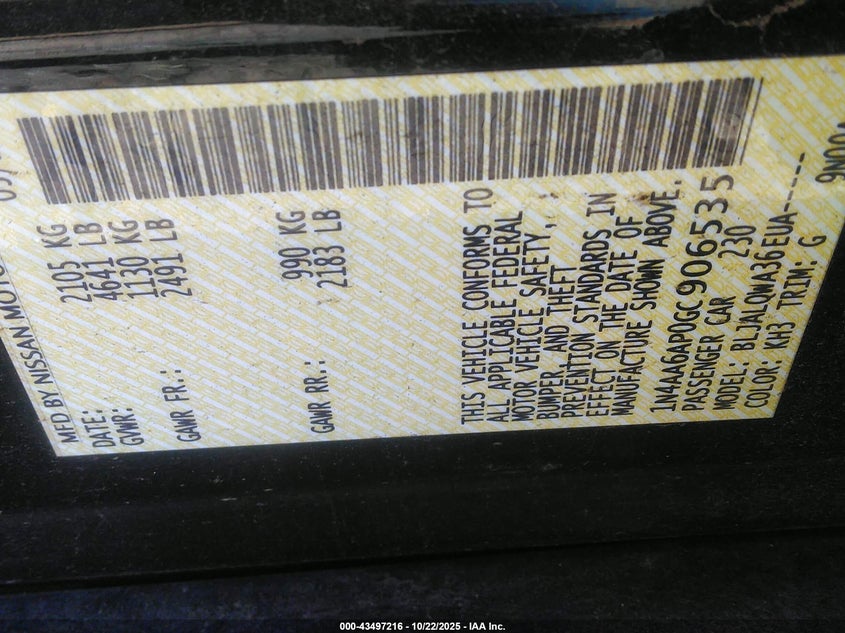 MFD BY NISSAN MOTO
DATE:
GVWR: 2105 KG
4641 LB
GAWR FR.: 1130 KG
2491 LB
GAWR RR.: 990 KG
2183 LB
THIS VEHICLE CONFORMS TO
ALL APPLICABLE FEDERAL
MOTOR VEHICLE SAFETY,
BUMPER, AND THEFT
PREVENTION STANDARDS IN
EFFECT ON THE DATE OF
MANUFACTURE SHOWN ABOVE.
1N4AA6AP0GC906535
PASSENGER CAR 230
MODEL: BLJALQWA36EUA-----
COLOR: KH3 TRIM: G
000-43497216 - 10/22/2025 - IAA Inc.